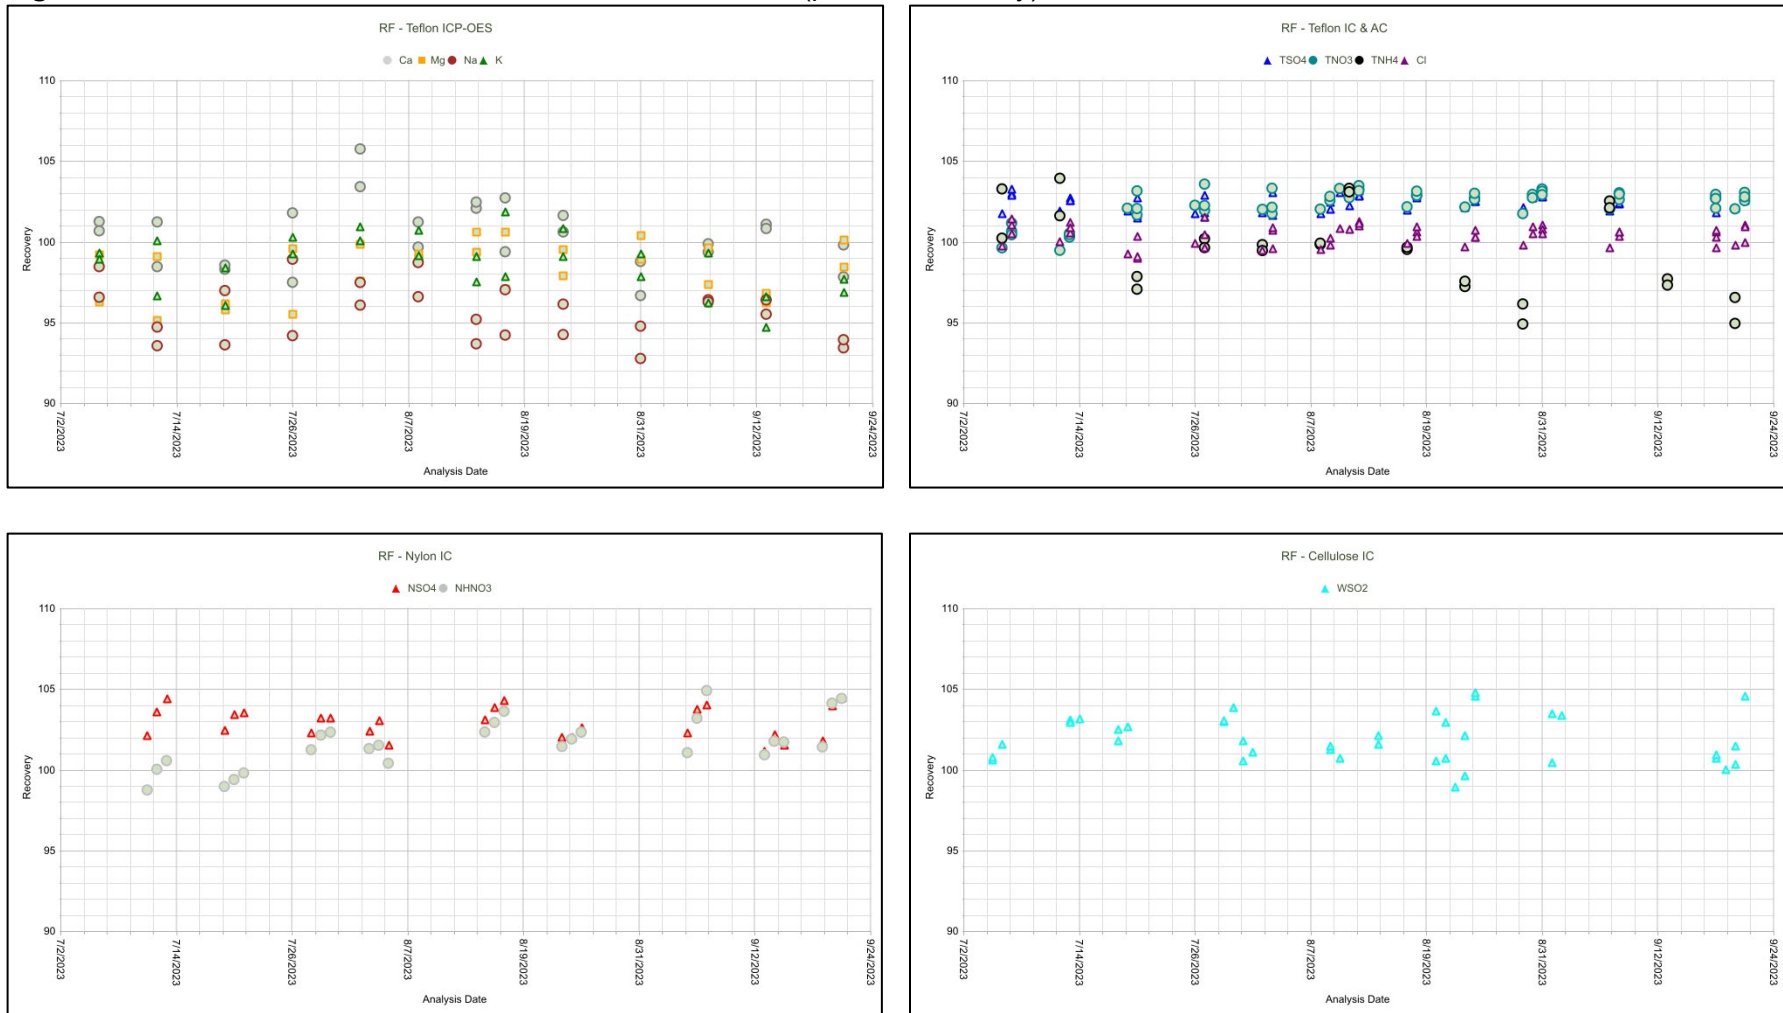 RF - Teflon ICP-OES
Ca Mg Na K
110
105
100
95
90
Recovery
7/2/2023 7/14/2023 7/26/2023 8/7/2023 8/19/2023 8/31/2023 9/12/2023 9/24/2023
Analysis Date
RF - Teflon IC & AC
TSO4 TNO3 TNH4 Cl
110
105
100
95
90
Recovery
7/2/2023 7/14/2023 7/26/2023 8/7/2023 8/19/2023 8/31/2023 9/12/2023 9/24/2023
Analysis Date
RF - Nylon IC
NSO4 NHNO3
110
105
100
95
90
Recovery
7/2/2023 7/14/2023 7/26/2023 8/7/2023 8/19/2023 8/31/2023 9/12/2023 9/24/2023
Analysis Date
RF - Cellulose IC
WSO2
110
105
100
95
90
Recovery
7/2/2023 7/14/2023 7/26/2023 8/7/2023 8/19/2023 8/31/2023 9/12/2023 9/24/2023
Analysis Date